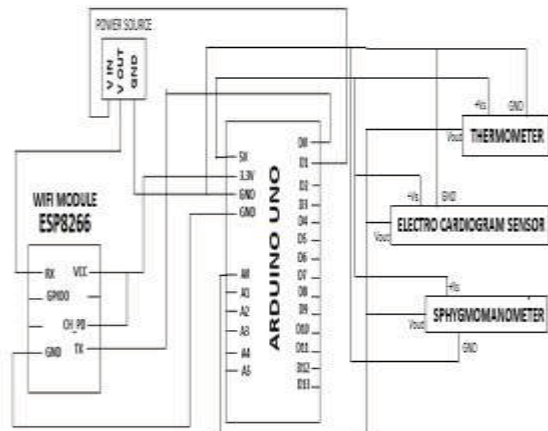 POWER SOURCE
V IN
V OUT
GND
WIFI MODULE
ESP8266
RX
VCC
GPIO0
CH_PD
GND
TX
ARDUINO UNO
5V
3.3V
GND
GND
A0
A1
A2
A3
A4
A5
D0
D1
D2
D3
D4
D5
D6
D7
D8
D9
D10
D11
D12
D13
+Vs
GND
Vout
THERMOMETER
+Vs
GND
Vout
ELECTRO CARDIOGRAM SENSOR
+Vs
Vout
SPHYGMOMANOMETER
GND